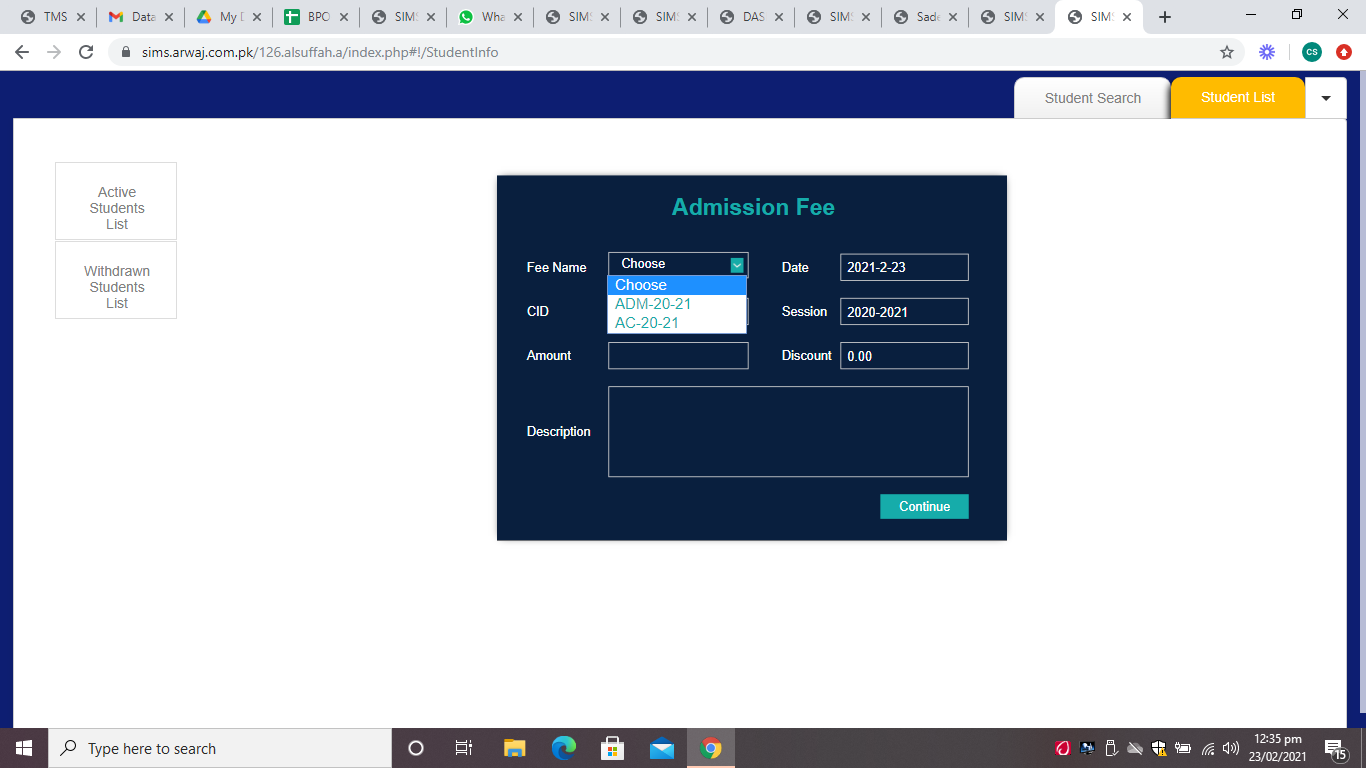 TMS
Data
My D
BPO
SIMS
Wha
SIMS
SIMS
DAS
SIMS
Sade
SIMS
SIMS
sims.arwaj.com.pk/126.alsuffah.a/index.php#!/StudentInfo
CS
Student Search
Student List
Active
Students
List
Withdrawn
Students
List
Admission Fee
Fee Name
Choose
Date
2021-2-23
Choose
ADM-20-21
AC-20-21
CID
Session
2020-2021
Amount
Discount
0.00
Description
Continue
Type here to search
12:35 pm
23/02/2021
15